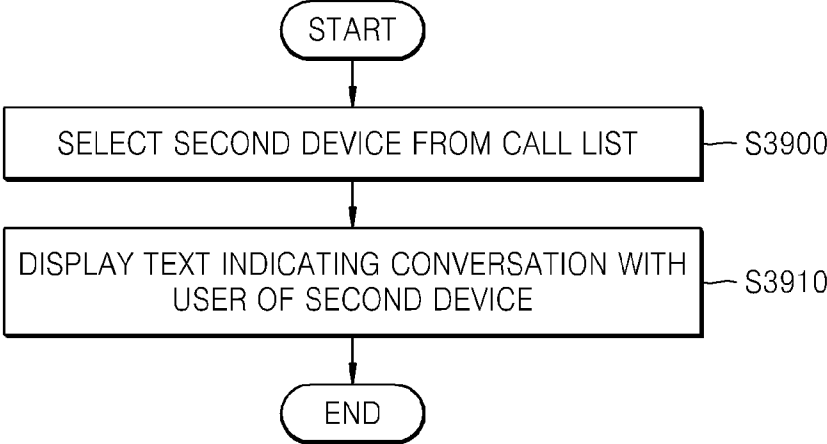 START
SELECT SECOND DEVICE FROM CALL LIST
S3900
DISPLAY TEXT INDICATING CONVERSATION WITH
USER OF SECOND DEVICE
S3910
END